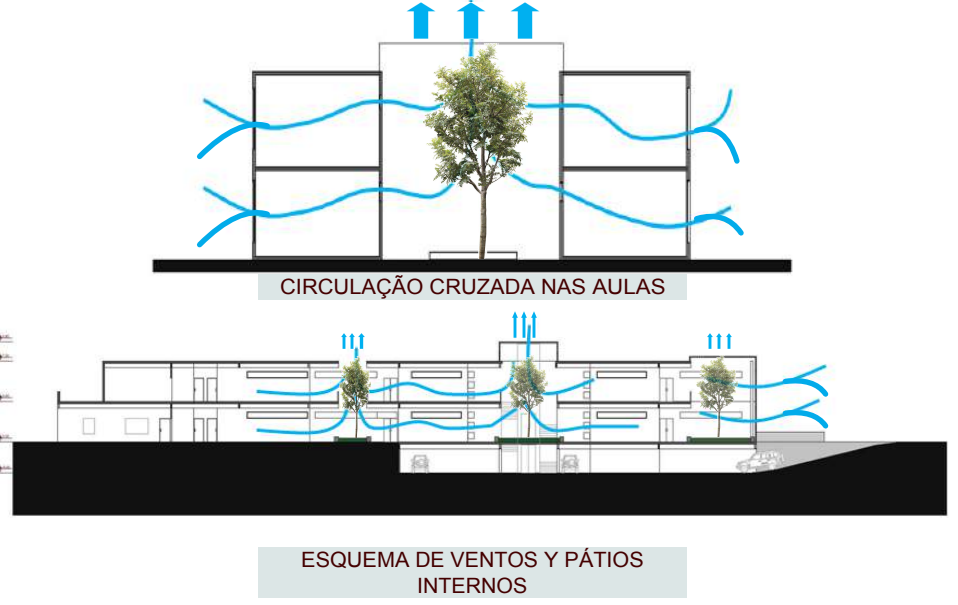 CIRCULAÇÃO CRUZADA NAS AULAS
ESQUEMA DE VENTOS Y PÁTIOS
INTERNOS